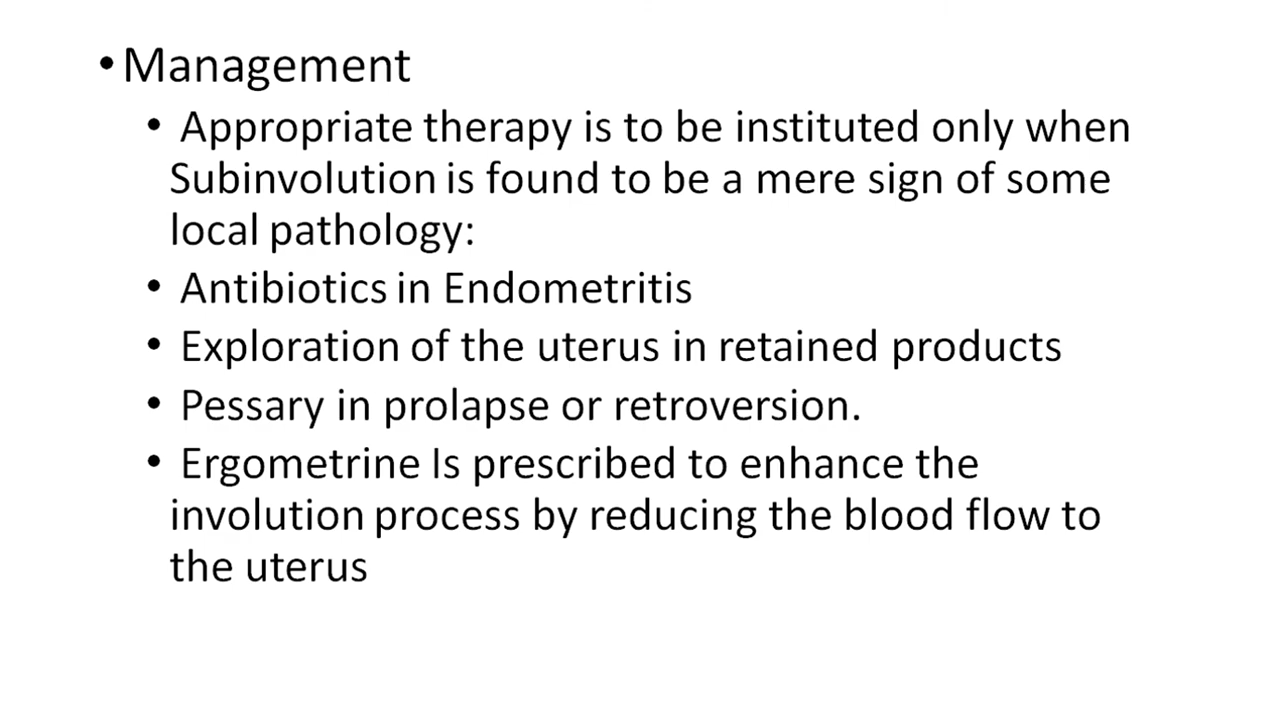 • Management
• Appropriate therapy is to be instituted only when
Subinvolution is found to be a mere sign of some
local pathology:
• Antibiotics in Endometritis
• Exploration of the uterus in retained products
• Pessary in prolapse or retroversion.
• Ergometrine Is prescribed to enhance the
involution process by reducing the blood flow to
the uterus